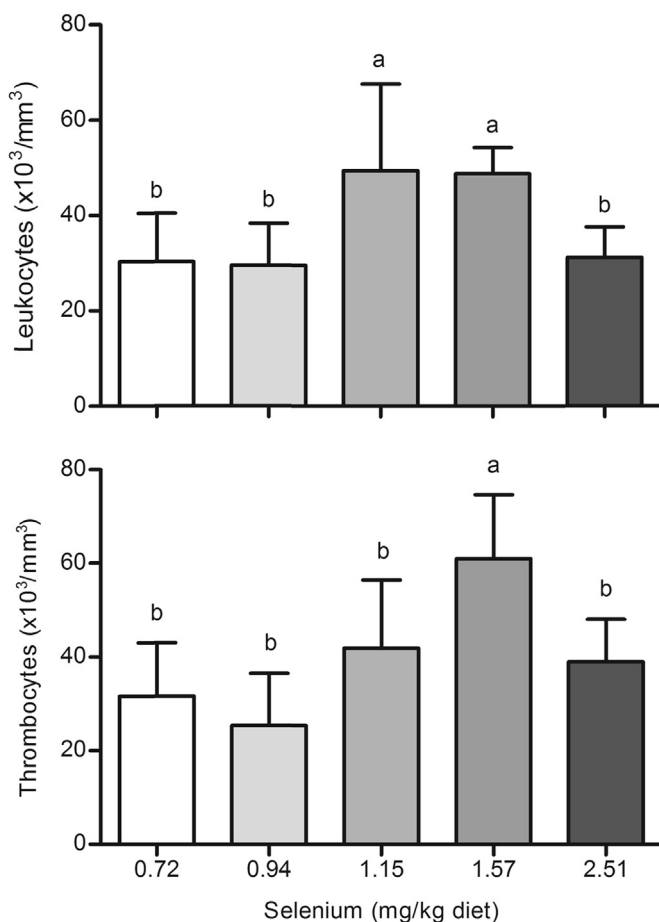 80
60
40
20
0
Leukocytes (x10³/mm³)
b
b
a
a
b
80
60
40
20
0
Thrombocytes (x10³/mm³)
b
b
b
a
b
0.72 0.94 1.15 1.57 2.51
Selenium (mg/kg diet)